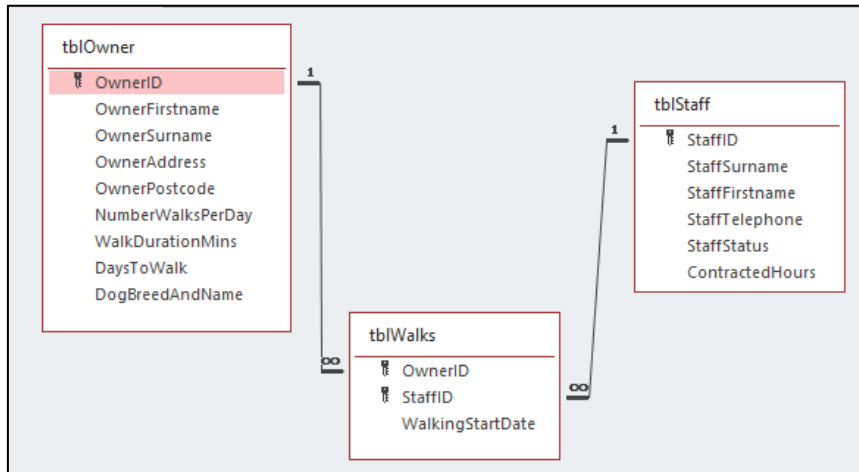 tblOwner
OwnerID
OwnerFirstname
OwnerSurname
OwnerAddress
OwnerPostcode
NumberWalksPerDay
WalkDurationMins
DaysToWalk
DogBreedAndName
1
∞
tblStaff
StaffID
StaffSurname
StaffFirstname
StaffTelephone
StaffStatus
ContractedHours
1
∞
tblWalks
OwnerID
StaffID
WalkingStartDate